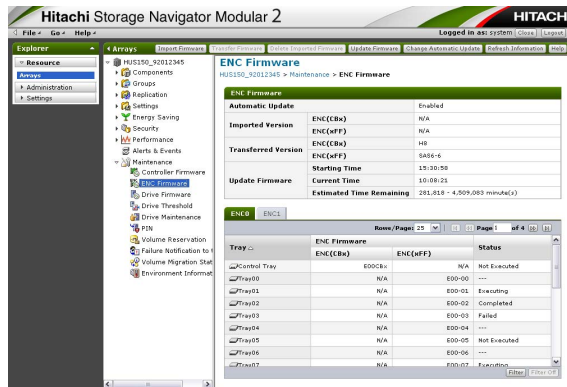 Hitachi Storage Navigator Modular 2
HITACHI
File Go Help
Logged in as: system Close Logout
Explorer
Resource
Arrays
Administration
Settings
Arrays
Import Firmware Transfer Firmware Delete Imported Firmware Update Firmware Change Automatic Update Refresh Information Help
HUS150_92012345
Components
Groups
Replication
Settings
Energy Saving
Security
Performance
Alerts & Events
Maintenance
Controller Firmware
ENC Firmware
Drive Firmware
Drive Threshold
Drive Maintenance
PIN
Volume Reservation
Failure Notification to
Volume Migration Stat
Environment Informat
ENC Firmware
HUS150_92012345 > Maintenance > ENC Firmware
ENC Firmware
Automatic Update Enabled
Imported Version ENC(CBx) N/A
ENC(xFF) N/A
Transferred Version ENC(CBx) H8
ENC(xFF) SAS6-6
Update Firmware Starting Time 15:30:58
Current Time 10:08:21
Estimated Time Remaining 281,818 - 4,509,083 minute(s)
ENC0 ENC1
Rows/Page: 25 Page 1 of 4
Tray ENC Firmware Status
ENC(CBx) ENC(xFF)
Control Tray E00CBx N/A Not Executed
Tray00 N/A E00-00 ---
Tray01 N/A E00-01 Executing
Tray02 N/A E00-02 Completed
Tray03 N/A E00-03 Failed
Tray04 N/A E00-04 ---
Tray05 N/A E00-05 Not Executed
Tray06 N/A E00-06 ---
Tray07 N/A E00-07 Executing
Filter Filter Off